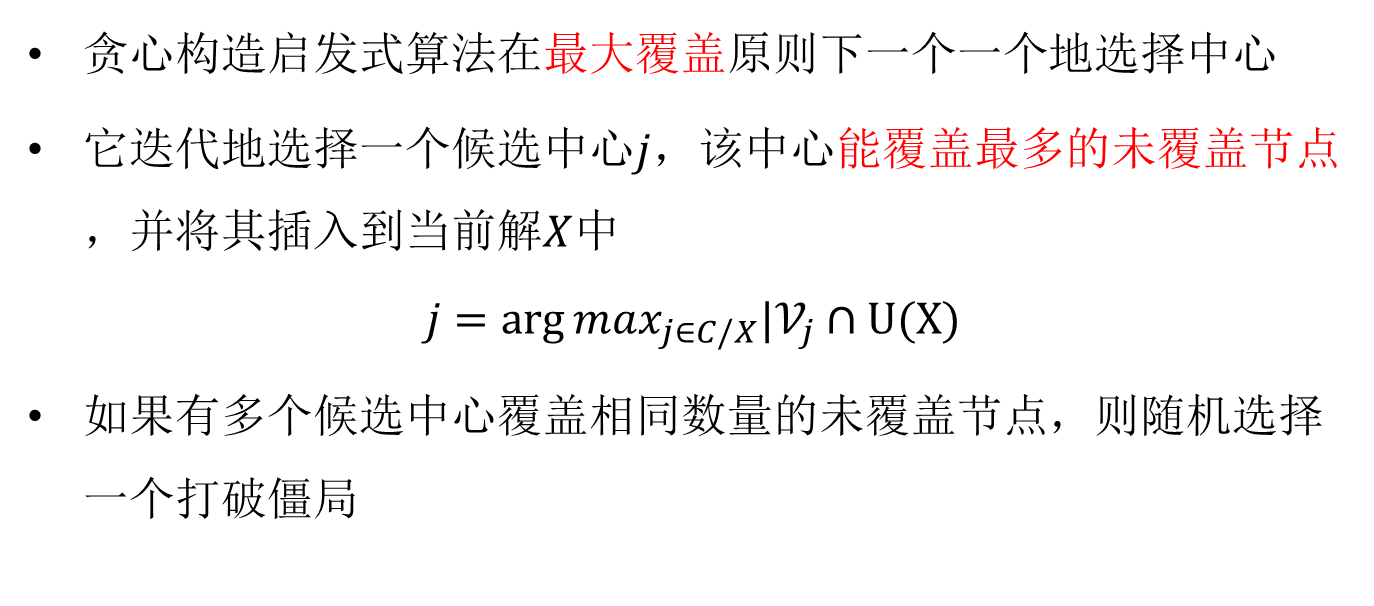 • 贪心构造启发式算法在最大覆盖原则下一个一个地选择中心
• 它迭代地选择一个候选中心j，该中心能覆盖最多的未覆盖节点
，并将其插入到当前解X中
j = arg max_{j∈C/X}|𝒱_j ∩ U(X)
• 如果有多个候选中心覆盖相同数量的未覆盖节点，则随机选择
一个打破僵局